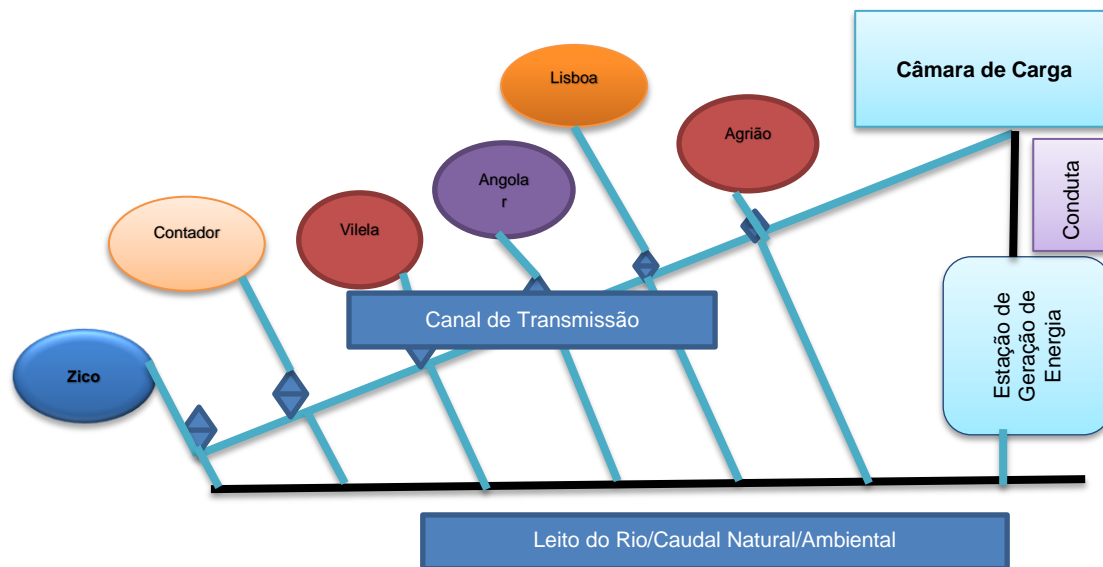 Câmara de Carga
Lisboa
Agrião
Angola
r
Contador
Vilela
Conduta
Canal de Transmissão
Zico
Estação de
Geração de
Energia
Leito do Rio/Caudal Natural/Ambiental